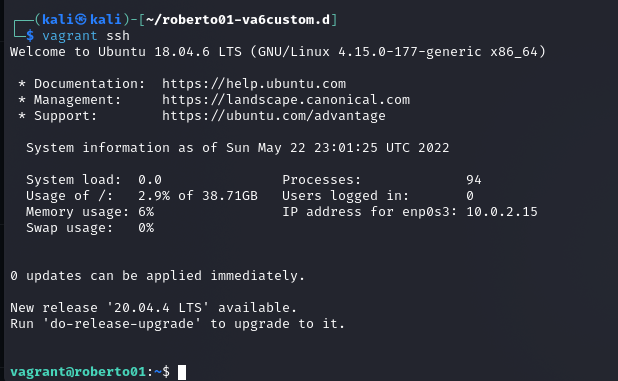 ┌──(kali㉿kali)-[~/roberto01-va6custom.d]
└─$ vagrant ssh
Welcome to Ubuntu 18.04.6 LTS (GNU/Linux 4.15.0-177-generic x86_64)
* Documentation:  https://help.ubuntu.com
* Management:     https://landscape.canonical.com
* Support:        https://ubuntu.com/advantage
System information as of Sun May 22 23:01:25 UTC 2022
System load:  0.0               Processes:             94
Usage of /:   2.9% of 38.71GB   Users logged in:       0
Memory usage: 6%                IP address for enp0s3: 10.0.2.15
Swap usage:   0%
0 updates can be applied immediately.
New release '20.04.4 LTS' available.
Run 'do-release-upgrade' to upgrade to it.
vagrant@roberto01:~$